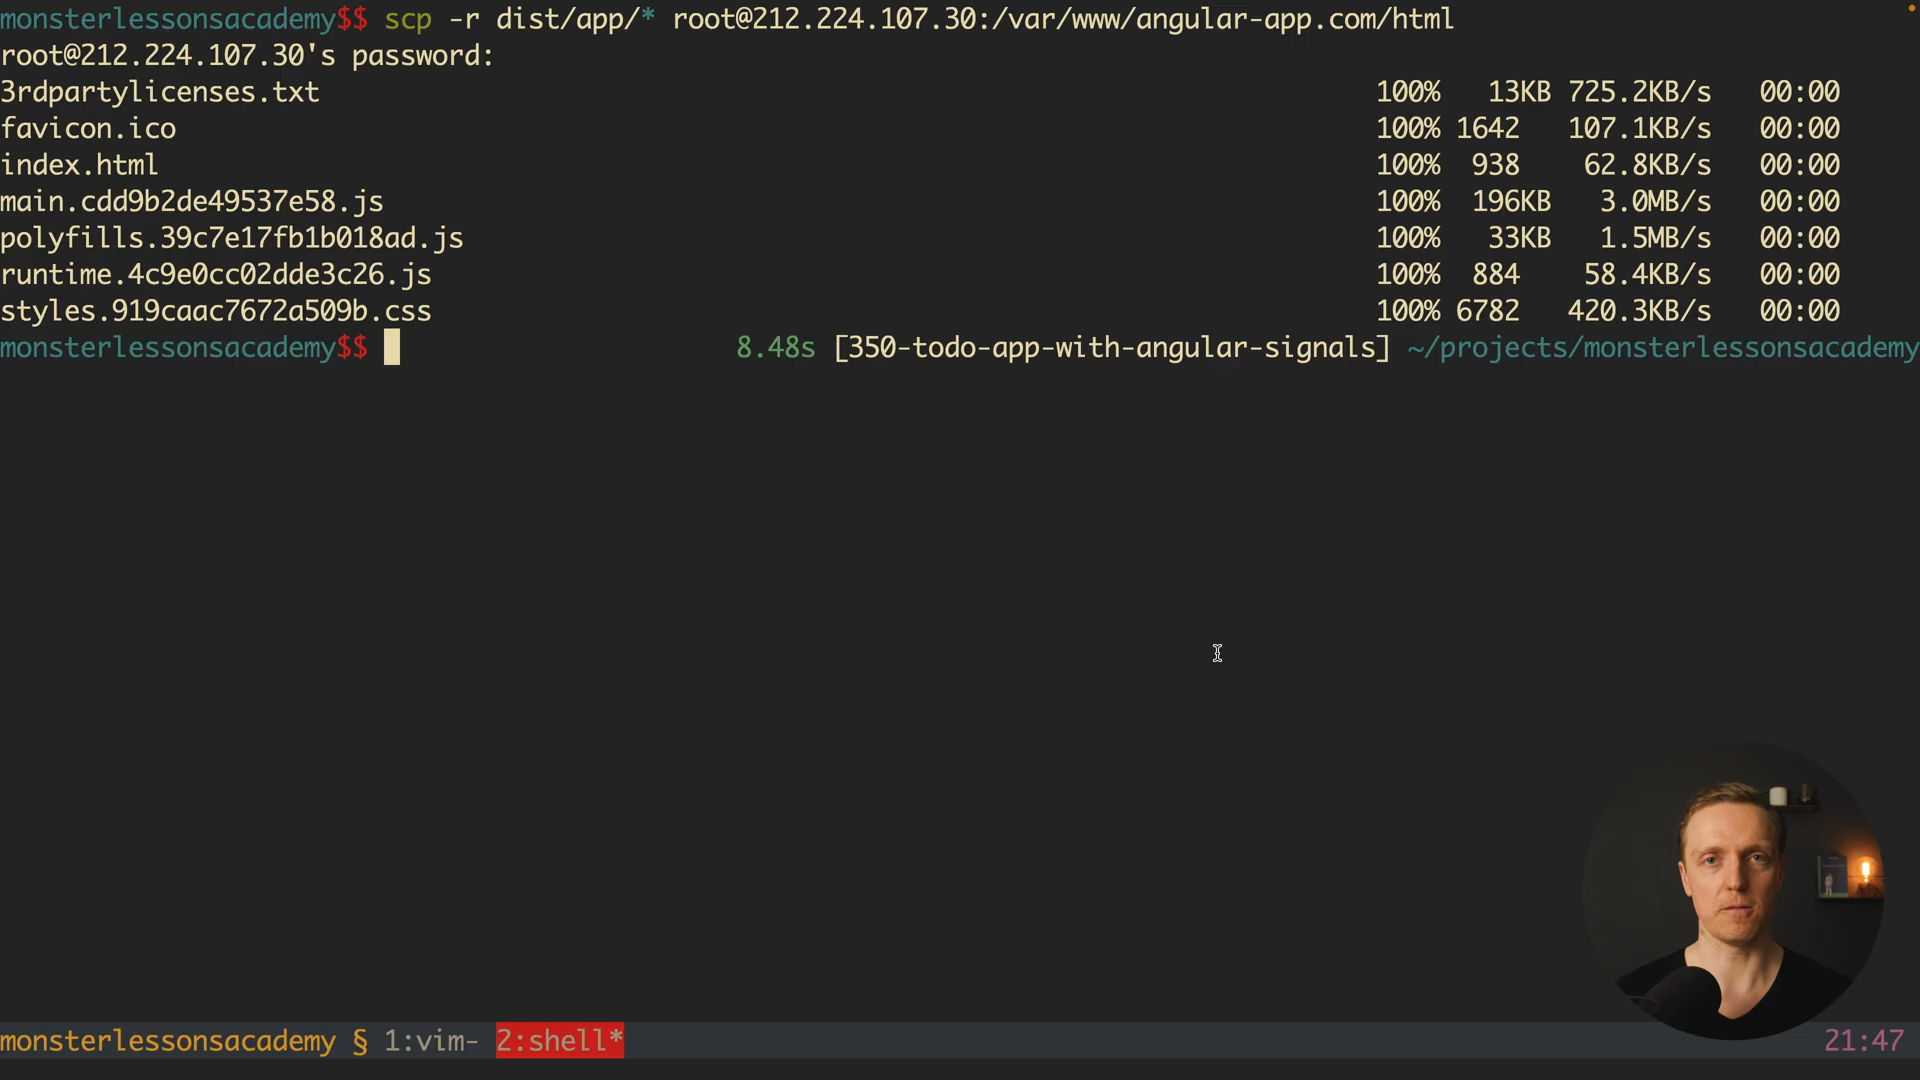 monsterlessonsacademy$$ scp -r dist/app/* root@212.224.107.30:/var/www/angular-app.com/html
root@212.224.107.30's password:
3rdpartylicenses.txt 100% 13KB 725.2KB/s 00:00
favicon.ico 100% 1642 107.1KB/s 00:00
index.html 100% 938 62.8KB/s 00:00
main.cdd9b2de49537e58.js 100% 196KB 3.0MB/s 00:00
polyfills.39c7e17fb1b018ad.js 100% 33KB 1.5MB/s 00:00
runtime.4c9e0cc02dde3c26.js 100% 884 58.4KB/s 00:00
styles.919caac7672a509b.css 100% 6782 420.3KB/s 00:00
monsterlessonsacademy$$ 8.48s [350-todo-app-with-angular-signals] ~/projects/monsterlessonsacademy
monsterlessonsacademy § 1:vim- 2:shell* 21:47